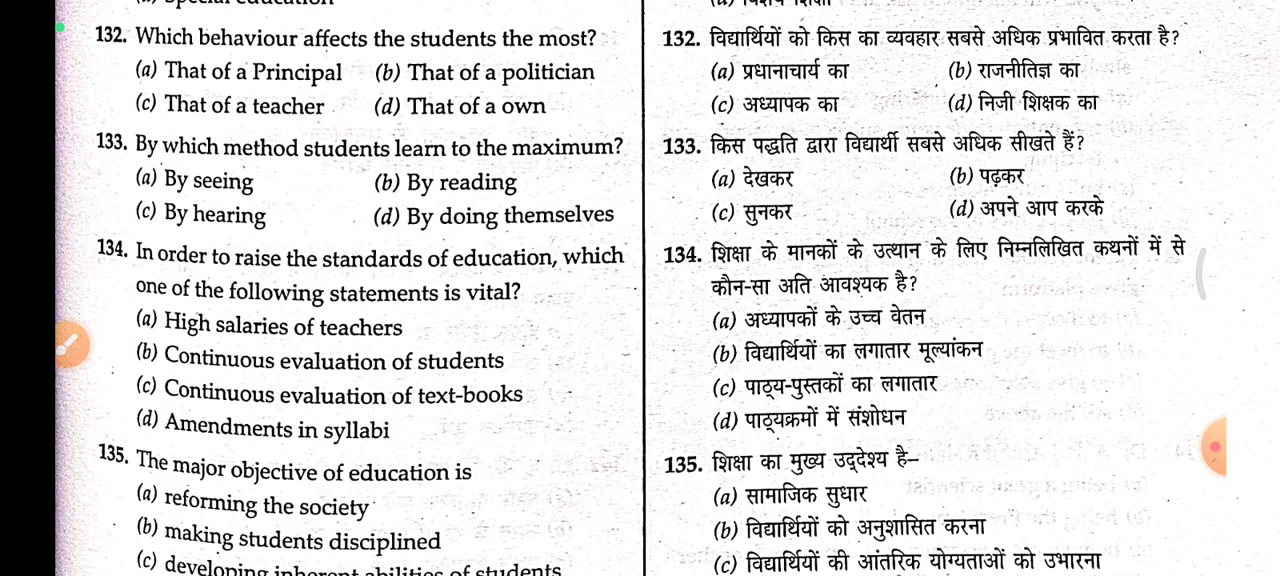 132. Which behaviour affects the students the most?
(a) That of a Principal (b) That of a politician
(c) That of a teacher (d) That of a own
133. By which method students learn to the maximum?
(a) By seeing (b) By reading
(c) By hearing (d) By doing themselves
134. In order to raise the standards of education, which
one of the following statements is vital?
(a) High salaries of teachers
(b) Continuous evaluation of students
(c) Continuous evaluation of text-books
(d) Amendments in syllabi
135. The major objective of education is
(a) reforming the society
(b) making students disciplined
(c) developing inherent abilities of students
132. विद्यार्थियों को किस का व्यवहार सबसे अधिक प्रभावित करता है?
(a) प्रधानाचार्य का (b) राजनीतिज्ञ का
(c) अध्यापक का (d) निजी शिक्षक का
133. किस पद्धति द्वारा विद्यार्थी सबसे अधिक सीखते हैं?
(a) देखकर (b) पढ़कर
(c) सुनकर (d) अपने आप करके
134. शिक्षा के मानकों के उत्थान के लिए निम्नलिखित कथनों में से
कौन-सा अति आवश्यक है?
(a) अध्यापकों के उच्च वेतन
(b) विद्यार्थियों का लगातार मूल्यांकन
(c) पाठ्य-पुस्तकों का लगातार
(d) पाठ्यक्रमों में संशोधन
135. शिक्षा का मुख्य उद्देश्य है–
(a) सामाजिक सुधार
(b) विद्यार्थियों को अनुशासित करना
(c) विद्यार्थियों की आंतरिक योग्यताओं को उभारना